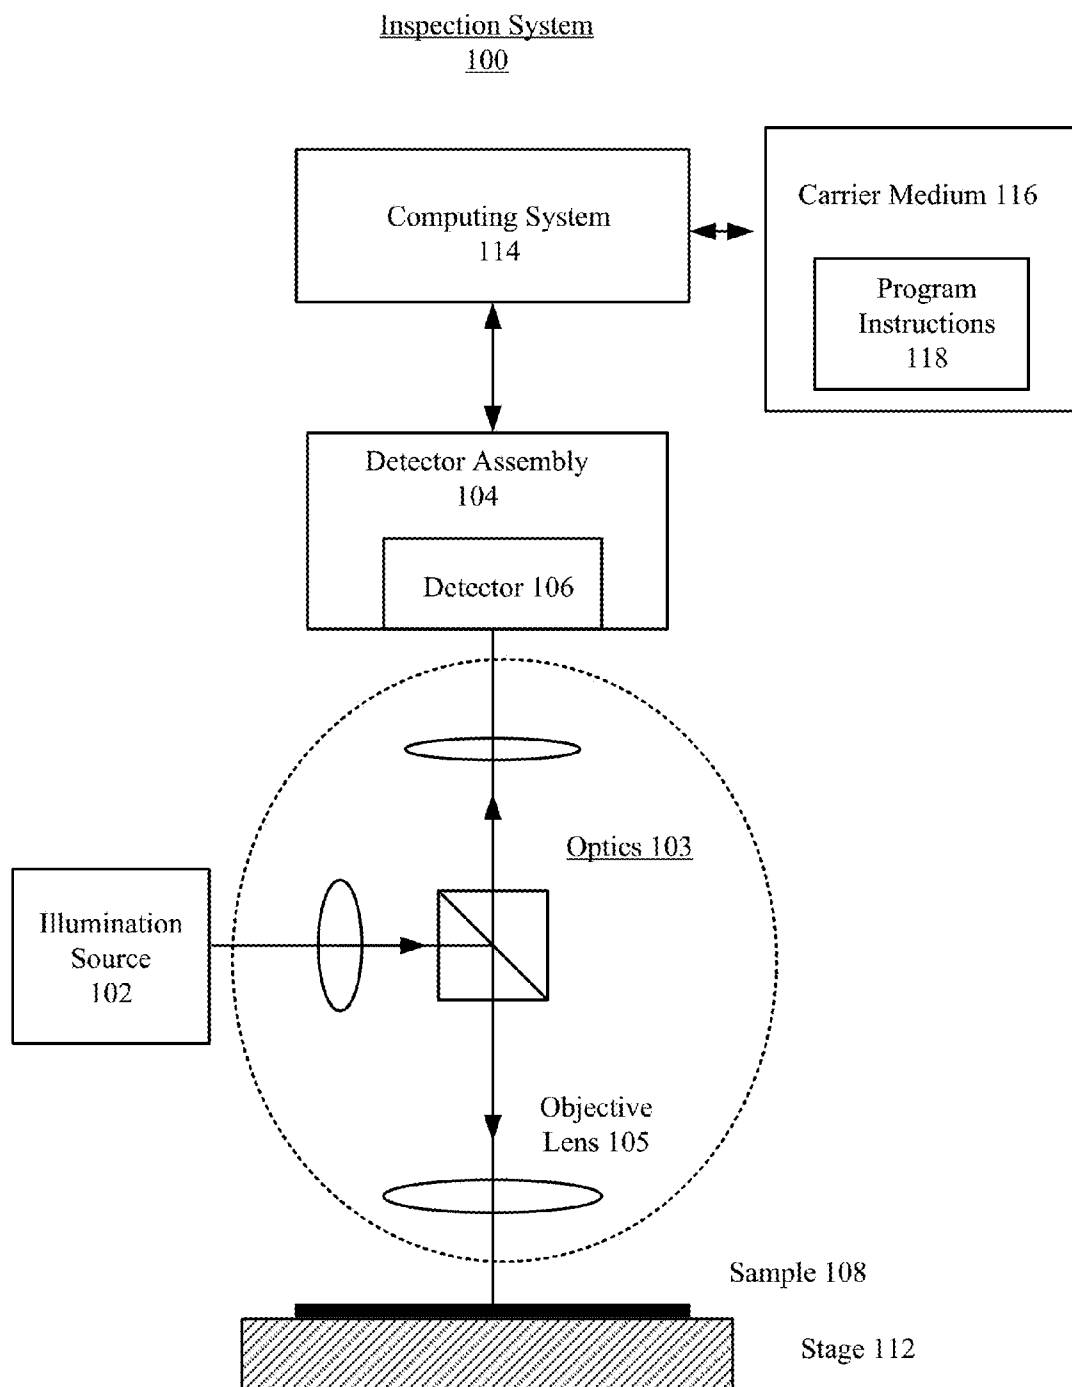 Inspection System
100
Computing System
114
Carrier Medium 116
Program
Instructions
118
Detector Assembly
104
Detector 106
Optics 103
Illumination
Source
102
Objective
Lens 105
Sample 108
Stage 112